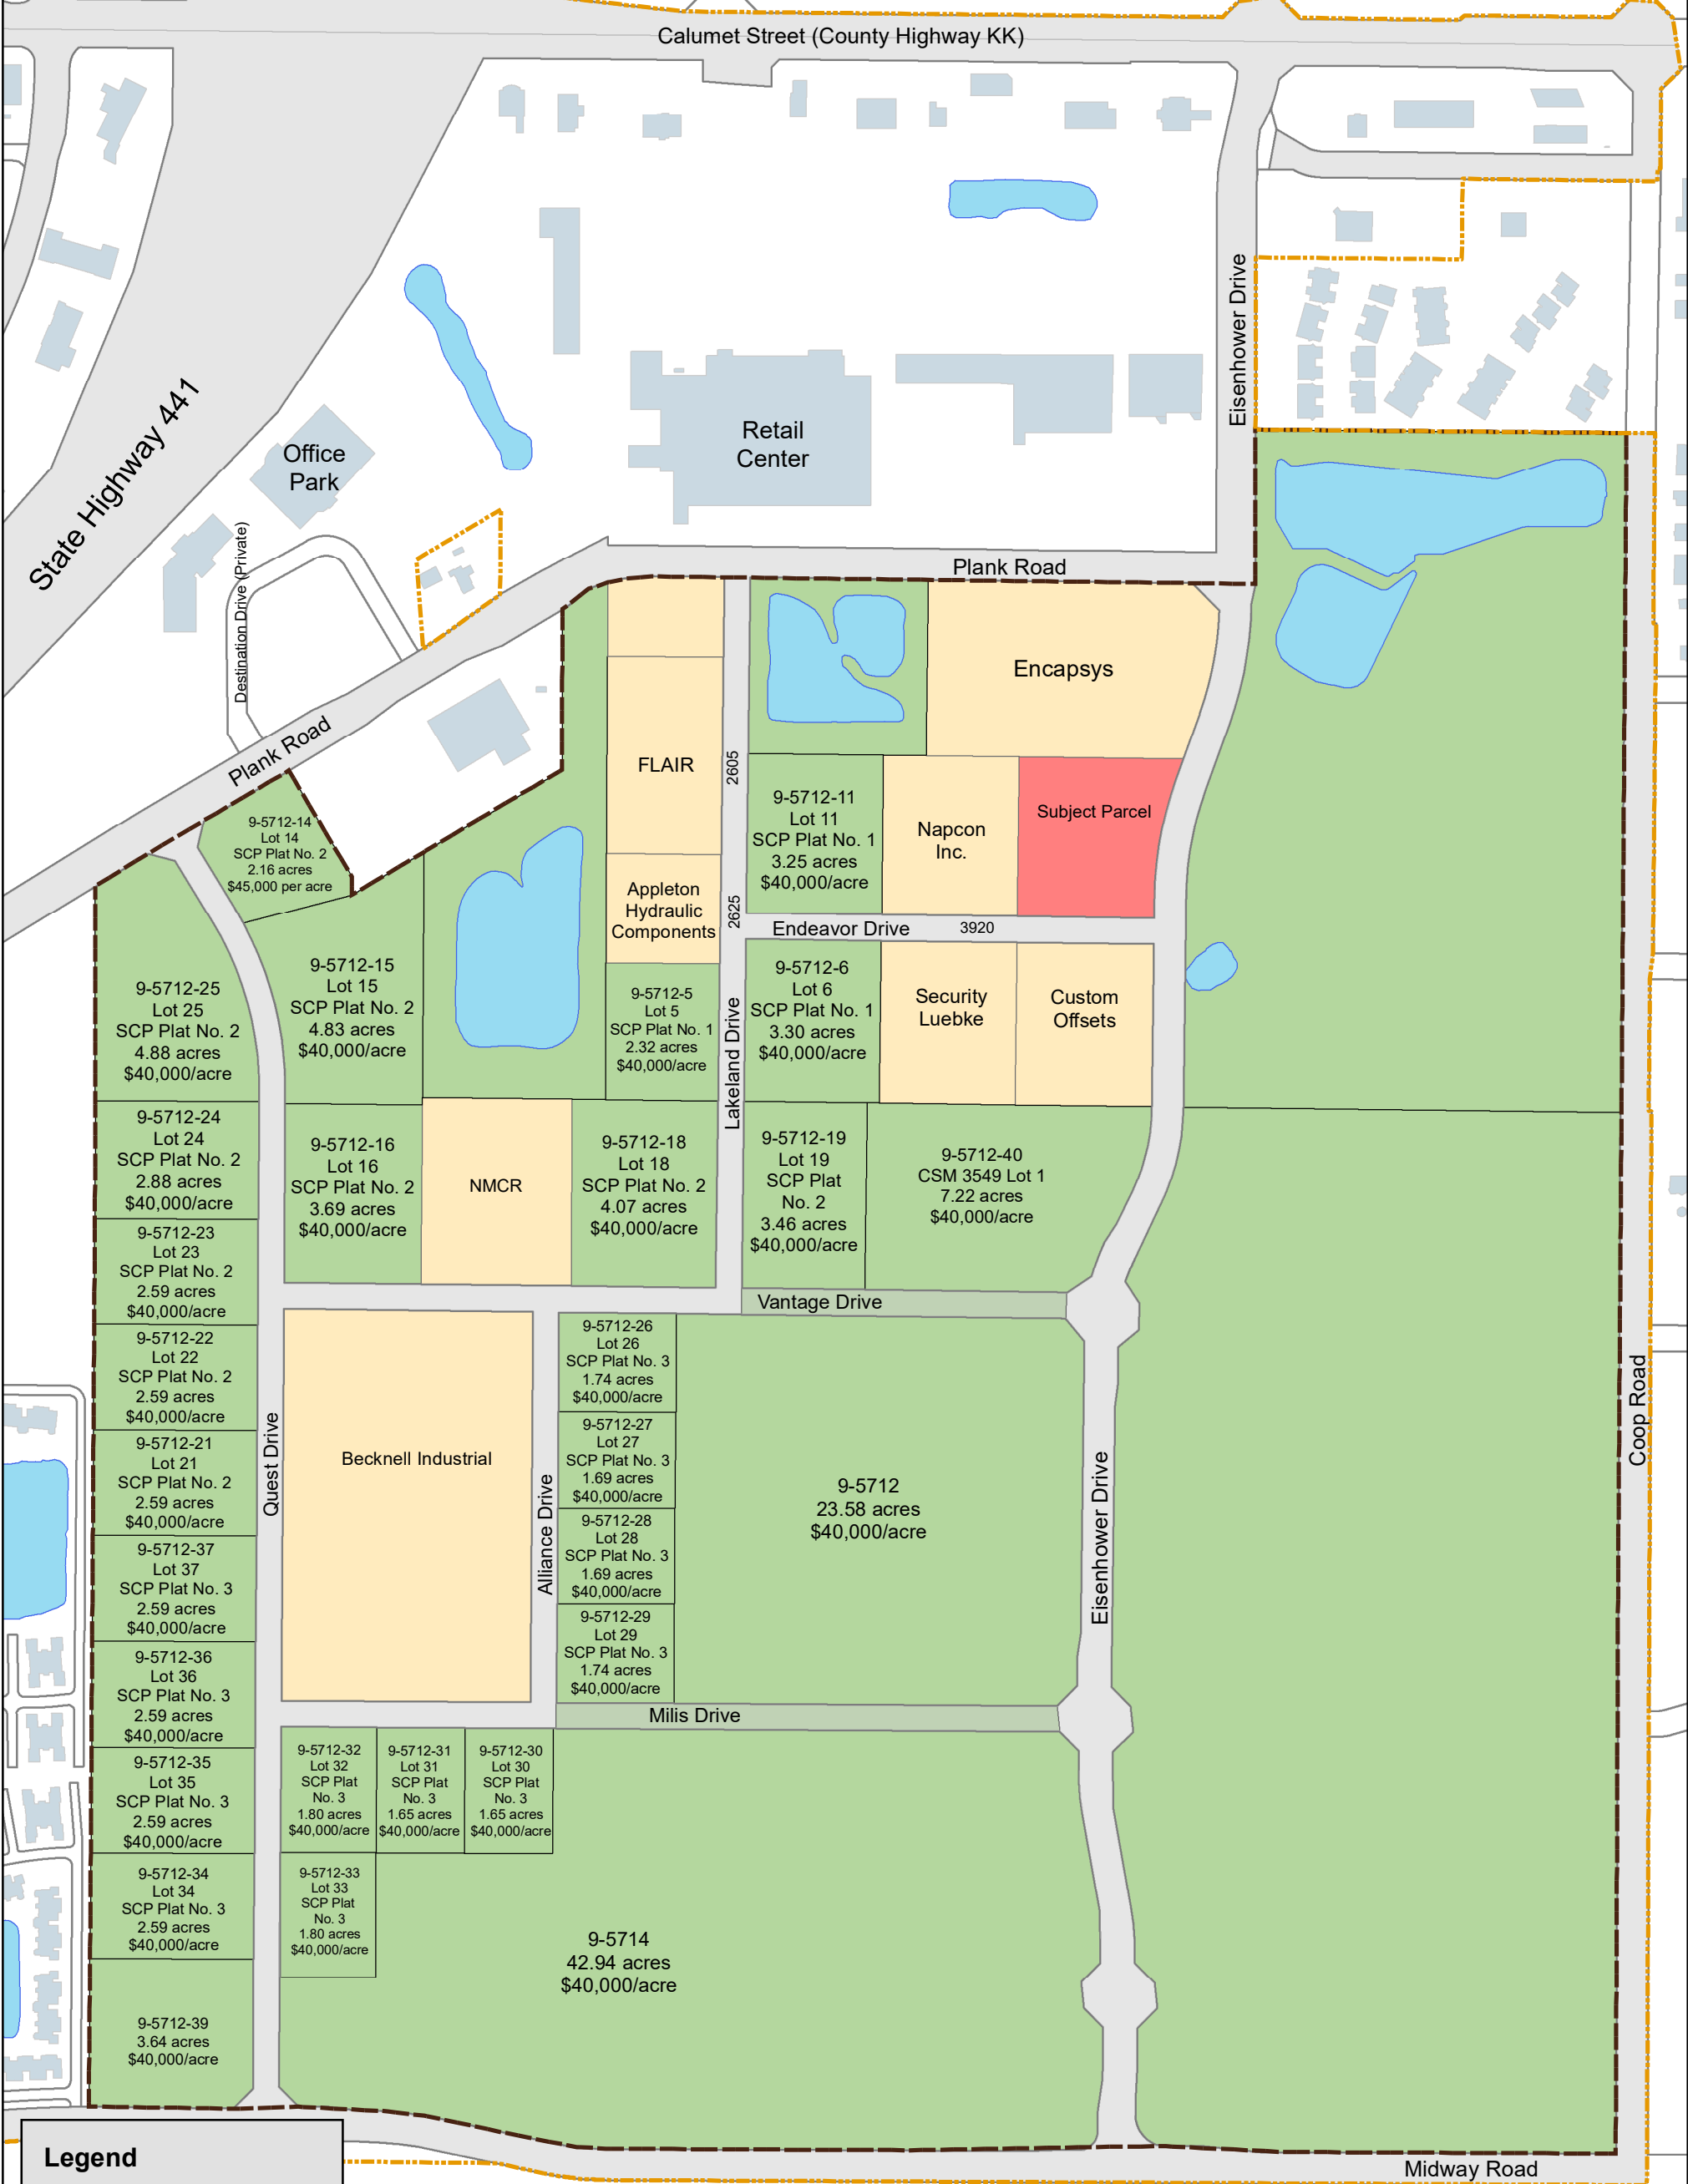 Calumet Street (County Highway KK)
State Highway 441
Eisenhower Drive
Office
Park
Retail
Center
Destination Drive (Private)
Plank Road
Plank Road
Encapsys
FLAIR
2605
9-5712-11
Lot 11
SCP Plat No. 1
3.25 acres
$40,000/acre
Napcon
Inc.
Subject Parcel
9-5712-14
Lot 14
SCP Plat No. 2
2.16 acres
$45,000 per acre
Appleton
Hydraulic
Components
2625
Endeavor Drive
3920
9-5712-25
Lot 25
SCP Plat No. 2
4.88 acres
$40,000/acre
9-5712-15
Lot 15
SCP Plat No. 2
4.83 acres
$40,000/acre
9-5712-5
Lot 5
SCP Plat No. 1
2.32 acres
$40,000/acre
Lakeland Drive
9-5712-6
Lot 6
SCP Plat No. 1
3.30 acres
$40,000/acre
Security
Luebke
Custom
Offsets
9-5712-24
Lot 24
SCP Plat No. 2
2.88 acres
$40,000/acre
9-5712-16
Lot 16
SCP Plat No. 2
3.69 acres
$40,000/acre
NMCR
9-5712-18
Lot 18
SCP Plat No. 2
4.07 acres
$40,000/acre
9-5712-19
Lot 19
SCP Plat
No. 2
3.46 acres
$40,000/acre
9-5712-40
CSM 3549 Lot 1
7.22 acres
$40,000/acre
9-5712-23
Lot 23
SCP Plat No. 2
2.59 acres
$40,000/acre
Vantage Drive
9-5712-22
Lot 22
SCP Plat No. 2
2.59 acres
$40,000/acre
9-5712-26
Lot 26
SCP Plat No. 3
1.74 acres
$40,000/acre
9-5712-21
Lot 21
SCP Plat No. 2
2.59 acres
$40,000/acre
Quest Drive
Becknell Industrial
Alliance Drive
9-5712-27
Lot 27
SCP Plat No. 3
1.69 acres
$40,000/acre
9-5712
23.58 acres
$40,000/acre
Eisenhower Drive
Coop Road
9-5712-37
Lot 37
SCP Plat No. 3
2.59 acres
$40,000/acre
9-5712-28
Lot 28
SCP Plat No. 3
1.69 acres
$40,000/acre
9-5712-29
Lot 29
SCP Plat No. 3
1.74 acres
$40,000/acre
9-5712-36
Lot 36
SCP Plat No. 3
2.59 acres
$40,000/acre
Milis Drive
9-5712-35
Lot 35
SCP Plat No. 3
2.59 acres
$40,000/acre
9-5712-32
Lot 32
SCP Plat
No. 3
1.80 acres
$40,000/acre
9-5712-31
Lot 31
SCP Plat
No. 3
1.65 acres
$40,000/acre
9-5712-30
Lot 30
SCP Plat
No. 3
1.65 acres
$40,000/acre
9-5712-34
Lot 34
SCP Plat No. 3
2.59 acres
$40,000/acre
9-5712-33
Lot 33
SCP Plat
No. 3
1.80 acres
$40,000/acre
9-5714
42.94 acres
$40,000/acre
9-5712-39
3.64 acres
$40,000/acre
Legend
Midway Road